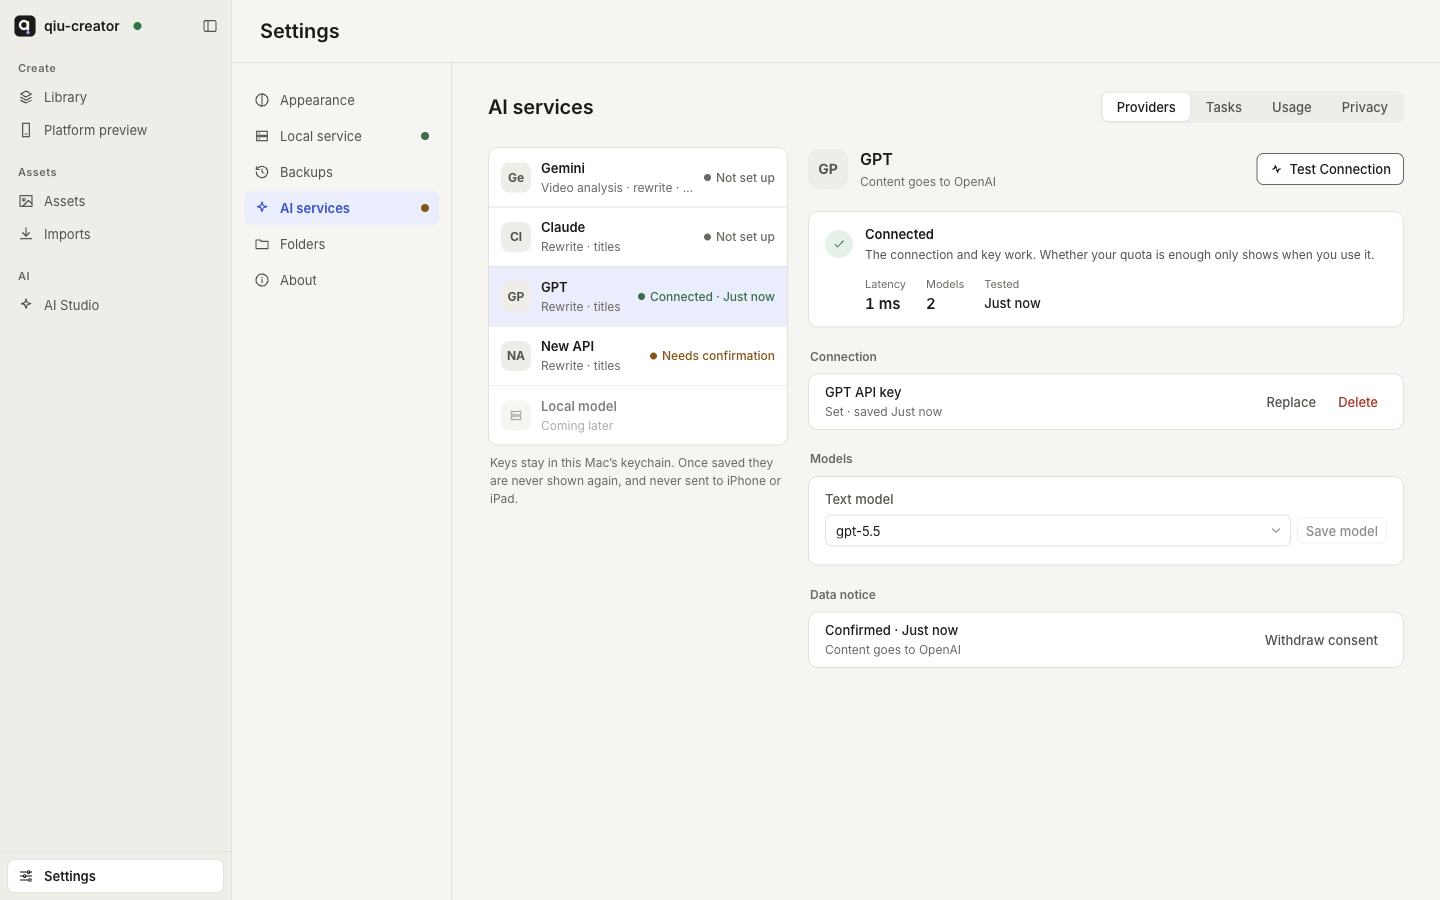 qiu-creator
Create
Library
Platform preview
Assets
Assets
Imports
AI
AI Studio
Settings
Settings
Appearance
Local service
Backups
AI services
Folders
About
AI services
Providers
Tasks
Usage
Privacy
Ge
Gemini
Video analysis · rewrite · ...
Not set up
Cl
Claude
Rewrite · titles
Not set up
GP
GPT
Rewrite · titles
Connected · Just now
NA
New API
Rewrite · titles
Needs confirmation
Local model
Coming later
Keys stay in this Mac’s keychain. Once saved they
are never shown again, and never sent to iPhone or
iPad.
GP
GPT
Content goes to OpenAI
Test Connection
Connected
The connection and key work. Whether your quota is enough only shows when you use it.
Latency
Models
Tested
1 ms
2
Just now
Connection
GPT API key
Set · saved Just now
Replace
Delete
Models
Text model
gpt-5.5
Save model
Data notice
Confirmed · Just now
Content goes to OpenAI
Withdraw consent